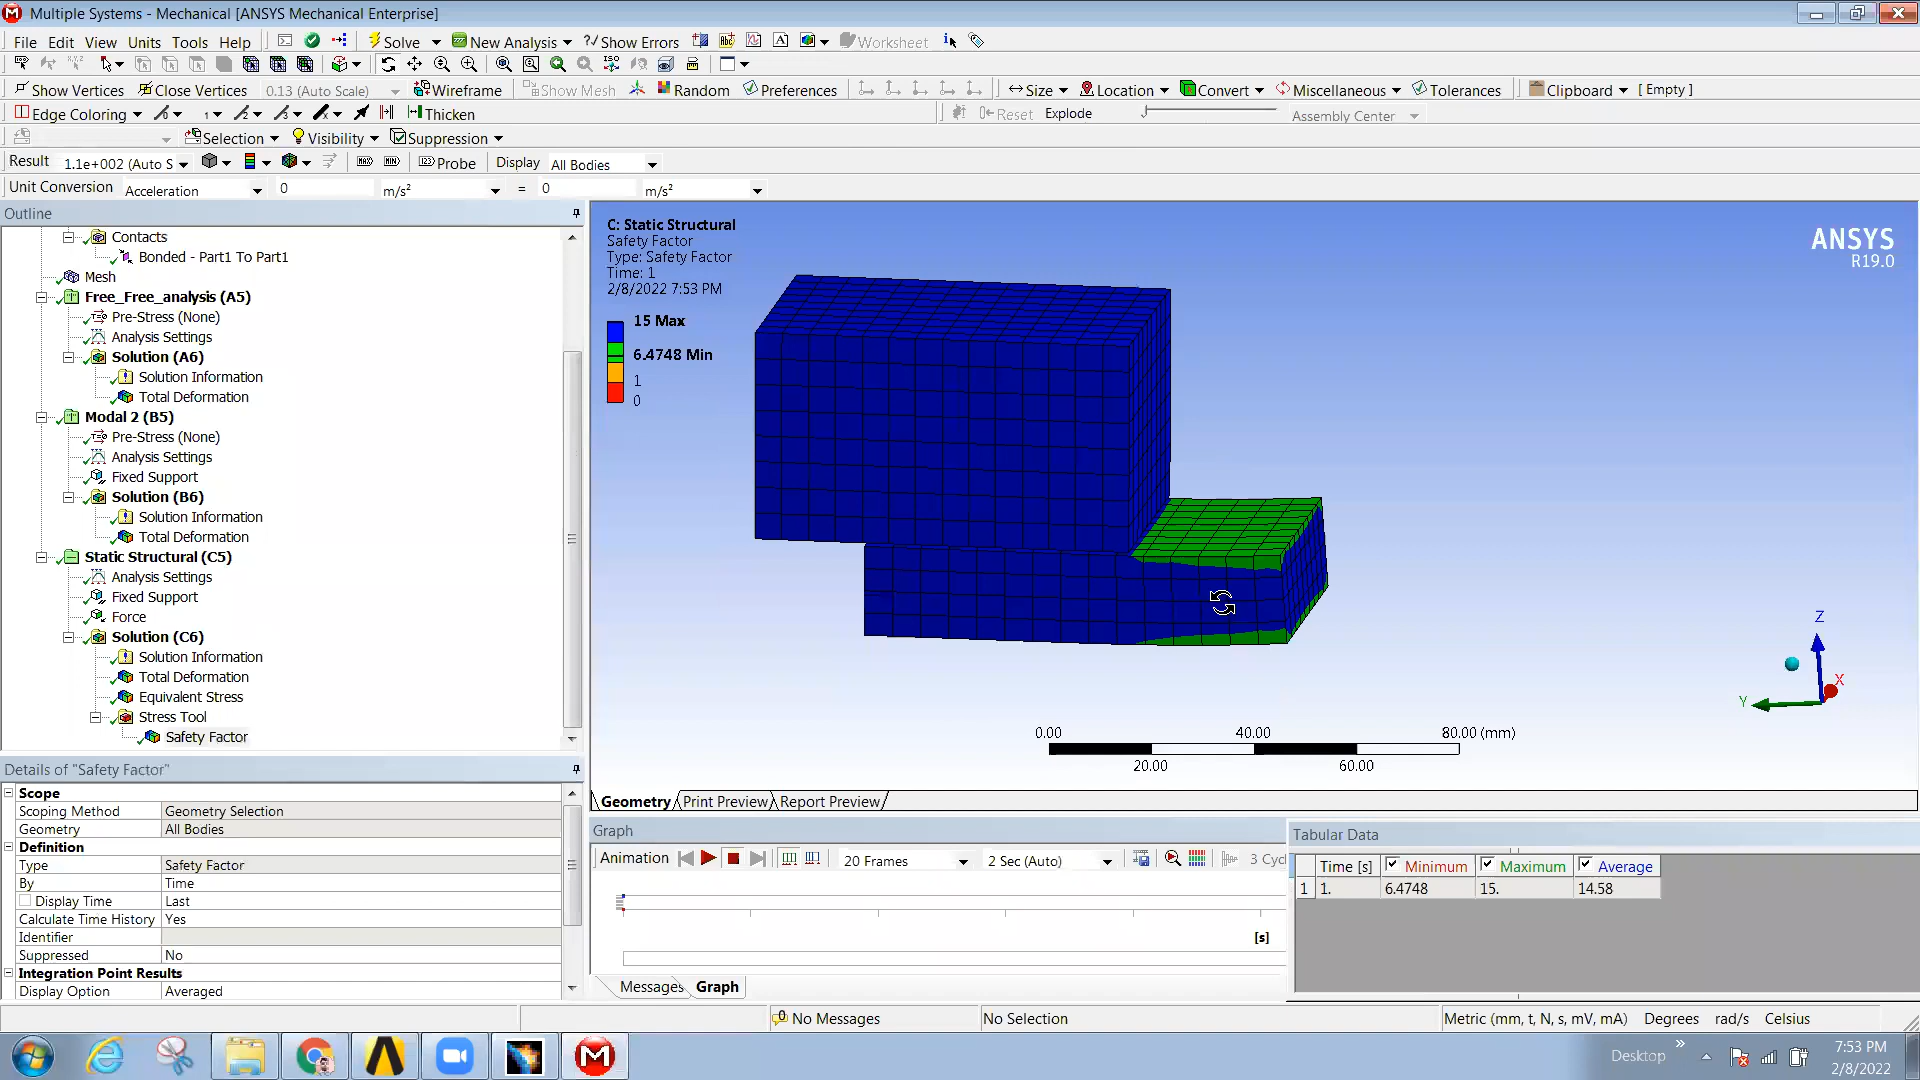 Multiple Systems - Mechanical [ANSYS Mechanical Enterprise]
File Edit View Units Tools Help Solve New Analysis ?/ Show Errors Worksheet
Show Vertices Close Vertices 0.13 (Auto Scale) Wireframe Show Mesh Random Preferences Size Location Convert Miscellaneous Tolerances Clipboard [ Empty ]
Edge Coloring Thicken Reset Explode Assembly Center
Selection Visibility Suppression
Result 1.1e+002 (Auto S Probe Display All Bodies
Unit Conversion Acceleration 0 m/s² = 0 m/s²
Outline
Contacts
Bonded - Part1 To Part1
Mesh
Free_Free_analysis (A5)
Pre-Stress (None)
Analysis Settings
Solution (A6)
Solution Information
Total Deformation
Modal 2 (B5)
Pre-Stress (None)
Analysis Settings
Fixed Support
Solution (B6)
Solution Information
Total Deformation
Static Structural (C5)
Analysis Settings
Fixed Support
Force
Solution (C6)
Solution Information
Total Deformation
Equivalent Stress
Stress Tool
Safety Factor
Details of "Safety Factor"
Scope
Scoping Method Geometry Selection
Geometry All Bodies
Definition
Type Safety Factor
By Time
Display Time Last
Calculate Time History Yes
Identifier
Suppressed No
Integration Point Results
Display Option Averaged
C: Static Structural
Safety Factor
Type: Safety Factor
Time: 1
2/8/2022 7:53 PM
15 Max
6.4748 Min
1
0
ANSYS
R19.0
Z
X
Y
0.00 40.00 80.00 (mm)
20.00 60.00
Geometry Print Preview Report Preview
Graph
Animation 20 Frames 2 Sec (Auto) 3 Cycl
[s]
Messages Graph
Tabular Data
Time [s] Minimum Maximum Average
1 1. 6.4748 15. 14.58
No Messages No Selection Metric (mm, t, N, s, mV, mA) Degrees rad/s Celsius
Desktop
7:53 PM
2/8/2022